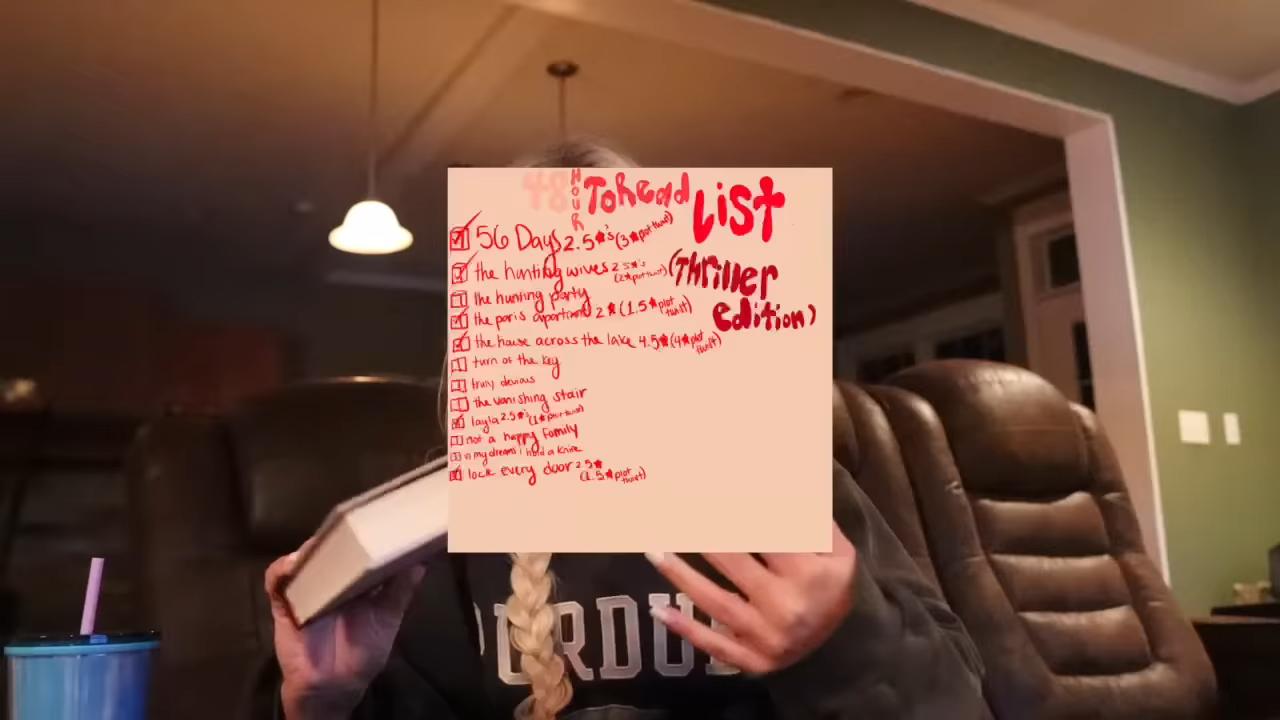 48 HOUR To Read List
(Thriller edition)
56 Days 2.5★'s (3★ plot twist)
the hunting wives 2.5★'s (2★ plot twist)
the hunting party
the paris apartment 2★ (1.5★ plot twist)
the house across the lake 4.5★ (4★ plot twist)
turn of the key
truly devious
the vanishing stair
layla 2.5★'s (1★ plot twist)
not a happy family
in my dreams i hold a knife
lock every door 2.5★ (1.5★ plot twist)
PURDUE